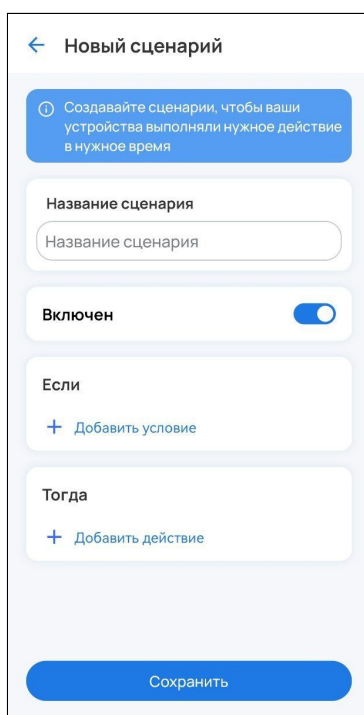 Новый сценарий
Создавайте сценарии, чтобы ваши
устройства выполняли нужное действие
в нужное время
Название сценария
Название сценария
Включен
Если
+ Добавить условие
Тогда
+ Добавить действие
Сохранить